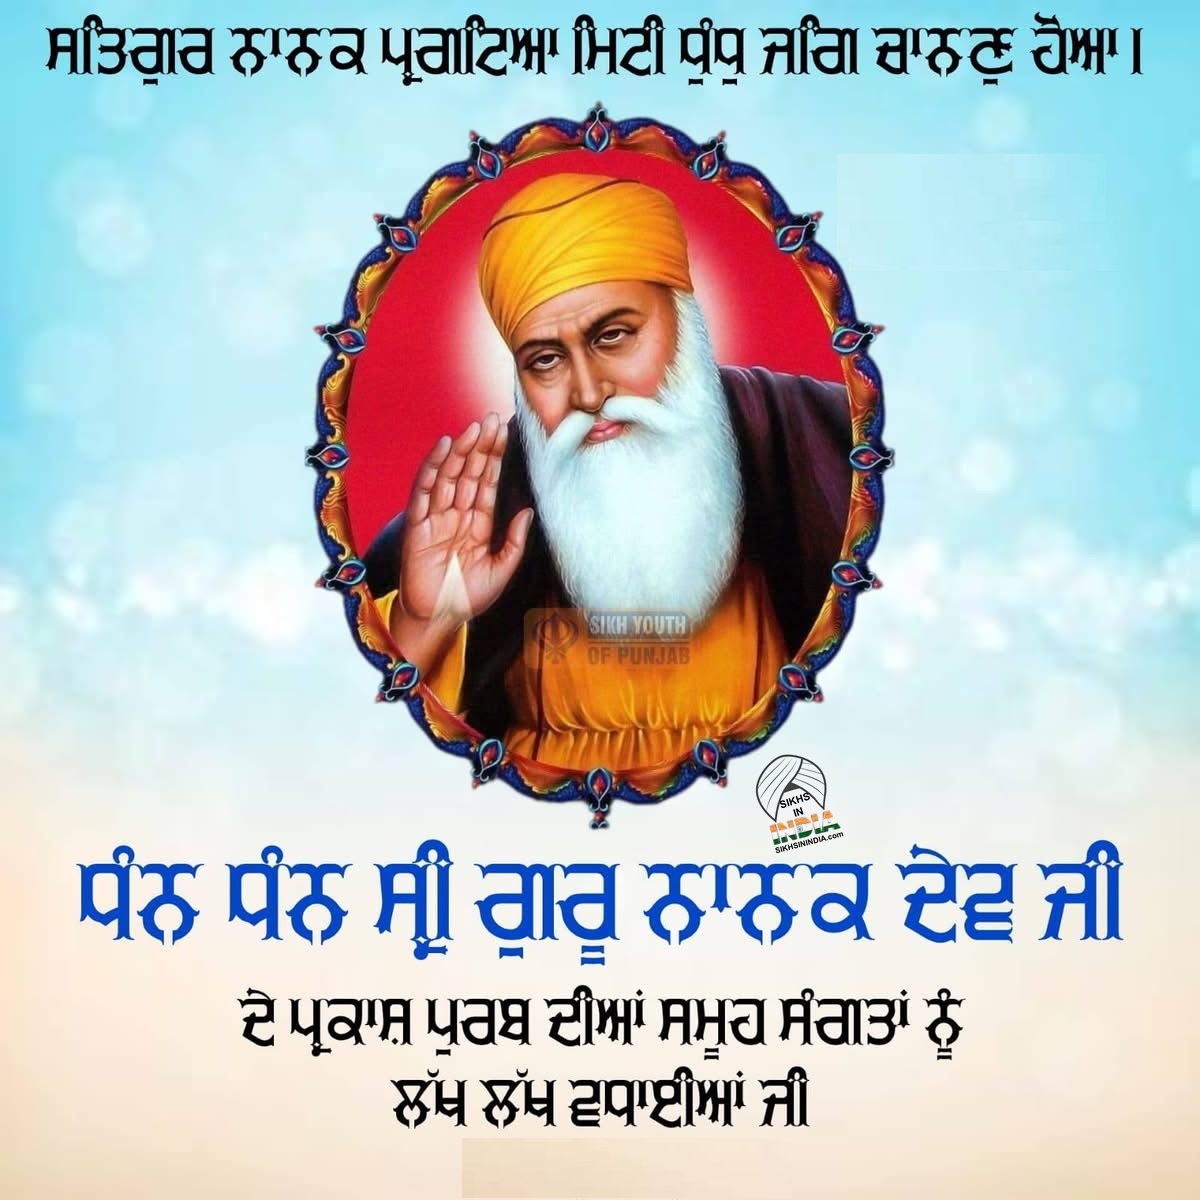 ਸਤਿਗੁਰ ਨਾਨਕ ਪ੍ਰਗਟਿਆ ਮਿਟੀ ਧੁੰਧੁ ਜਗਿ ਚਾਨਣੁ ਹੋਆ।
SIKH YOUTH
OF PUNJAB
SIKHS
IN
INDIA
SIKHSININDIA.com
ਧੰਨ ਧੰਨ ਸ੍ਰੀ ਗੁਰੂ ਨਾਨਕ ਦੇਵ ਜੀ
ਦੇ ਪ੍ਰਕਾਸ਼ ਪੁਰਬ ਦੀਆਂ ਸਮੂਹ ਸੰਗਤਾਂ ਨੂੰ
ਲੱਖ ਲੱਖ ਵਧਾਈਆਂ ਜੀ